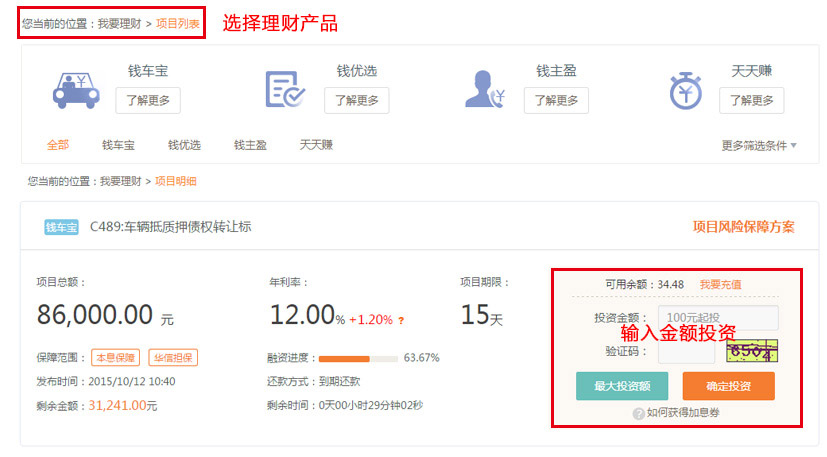 您当前的位置：我要理财 > 项目列表
选择理财产品
钱车宝
了解更多
钱优选
了解更多
钱主盈
了解更多
天天赚
了解更多
全部 钱车宝 钱优选 钱主盈 天天赚 更多筛选条件
您当前的位置：我要理财 > 项目明细
钱车宝 C489:车辆抵质押债权转让标 项目风险保障方案
项目总额：
86,000.00 元
年利率：
12.00% +1.20% ?
项目期限：
15天
保障范围： 本息保障 华信担保
发布时间：2015/10/12 10:40
剩余金额：31,241.00元
融资进度： 63.67%
还款方式：到期还款
剩余时间：0天00小时29分钟02秒
可用余额：34.48 我要充值
投资金额： 100元起投
输入金额投资
验证码：
最大投资额 确定投资
?如何获得加息券